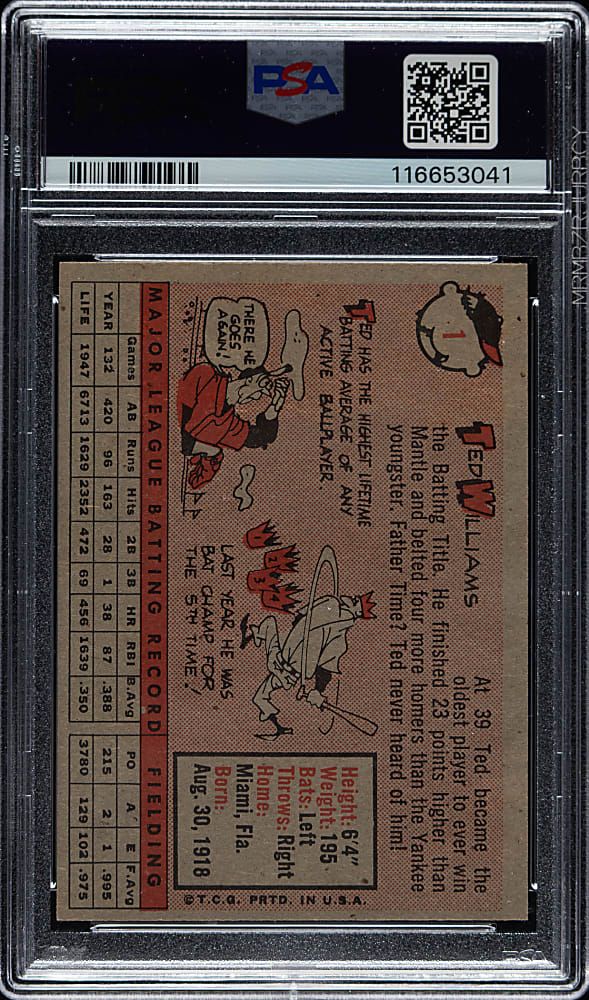 PSA
116653041
1
TED WILLIAMS
At 39 Ted became the
oldest player to ever win
the Batting Title. He finished 23 points higher than
Mantle and belted four more homers than the Yankee
youngster. Father Time? Ted never heard of him!
TED HAS THE HIGHEST LIFETIME
BATTING AVERAGE OF ANY
ACTIVE BALLPLAYER.
THERE HE
GOES
AGAIN!
1
2
3
4
LAST YEAR HE WAS
BAT CHAMP FOR
THE 5TH TIME!
Height: 6'4"
Weight: 195
Bats: Left
Throws: Right
Home:
Miami, Fla.
Born:
Aug. 30, 1918
©T.C.G. PRTD. IN U.S.A.
MAJOR LEAGUE BATTING RECORD FIELDING
Games AB Runs Hits 2B 3B HR RBI B.Avg PO A E F.Avg
YEAR 132 420 96 163 28 1 38 87 .388 215 2 1 .995
LIFE 1947 6713 1629 2352 472 69 456 1639 .350 3780 129 102 .975